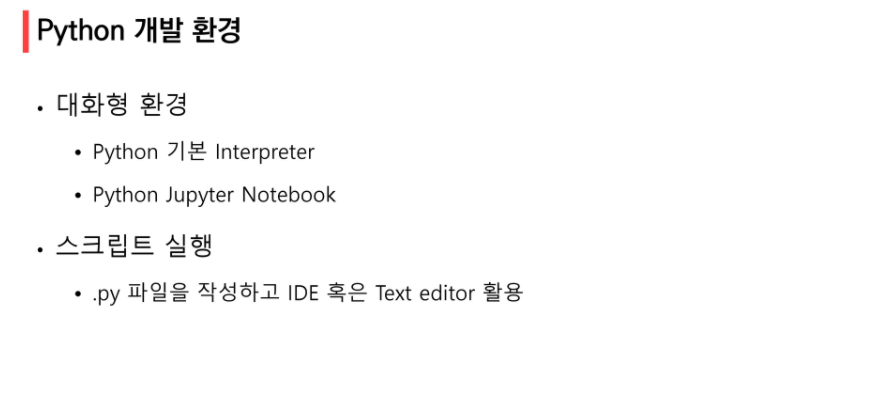 Python 개발 환경
• 대화형 환경
• Python 기본 Interpreter
• Python Jupyter Notebook
• 스크립트 실행
• .py 파일을 작성하고 IDE 혹은 Text editor 활용